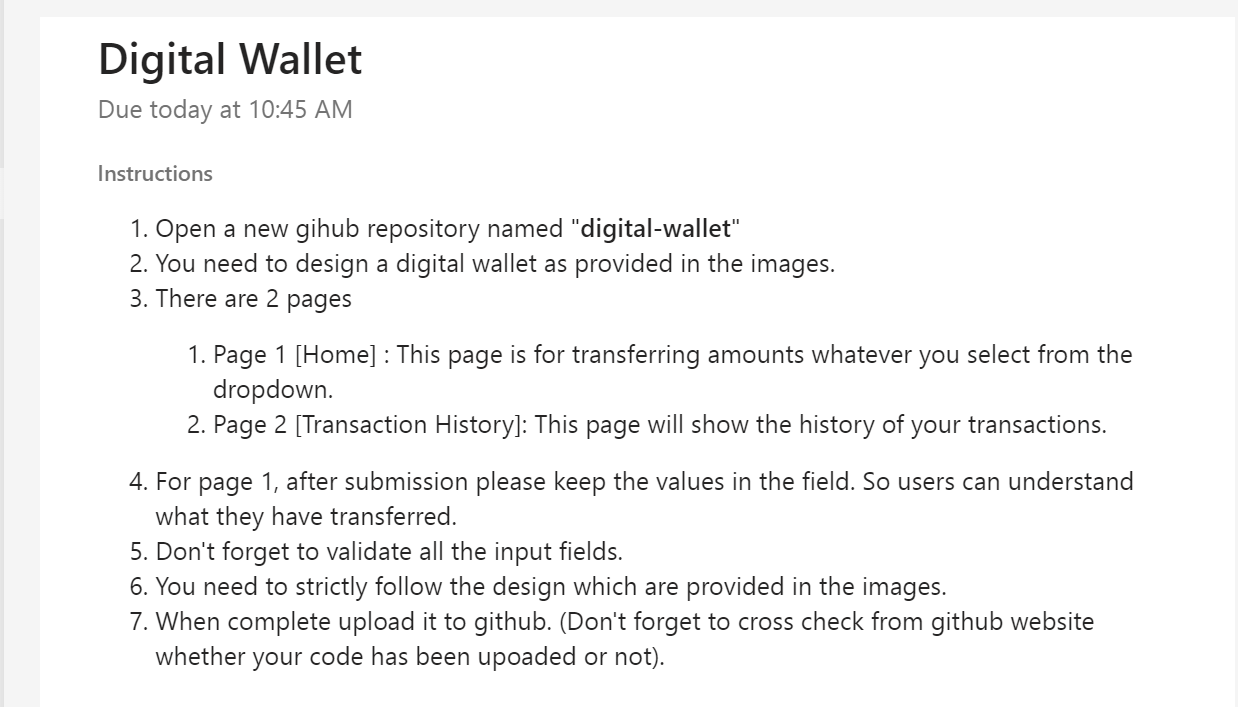 Digital Wallet
Due today at 10:45 AM
Instructions
1. Open a new gihub repository named "digital-wallet"
2. You need to design a digital wallet as provided in the images.
3. There are 2 pages
1. Page 1 [Home] : This page is for transferring amounts whatever you select from the
dropdown.
2. Page 2 [Transaction History]: This page will show the history of your transactions.
4. For page 1, after submission please keep the values in the field. So users can understand
what they have transferred.
5. Don't forget to validate all the input fields.
6. You need to strictly follow the design which are provided in the images.
7. When complete upload it to github. (Don't forget to cross check from github website
whether your code has been upoaded or not).